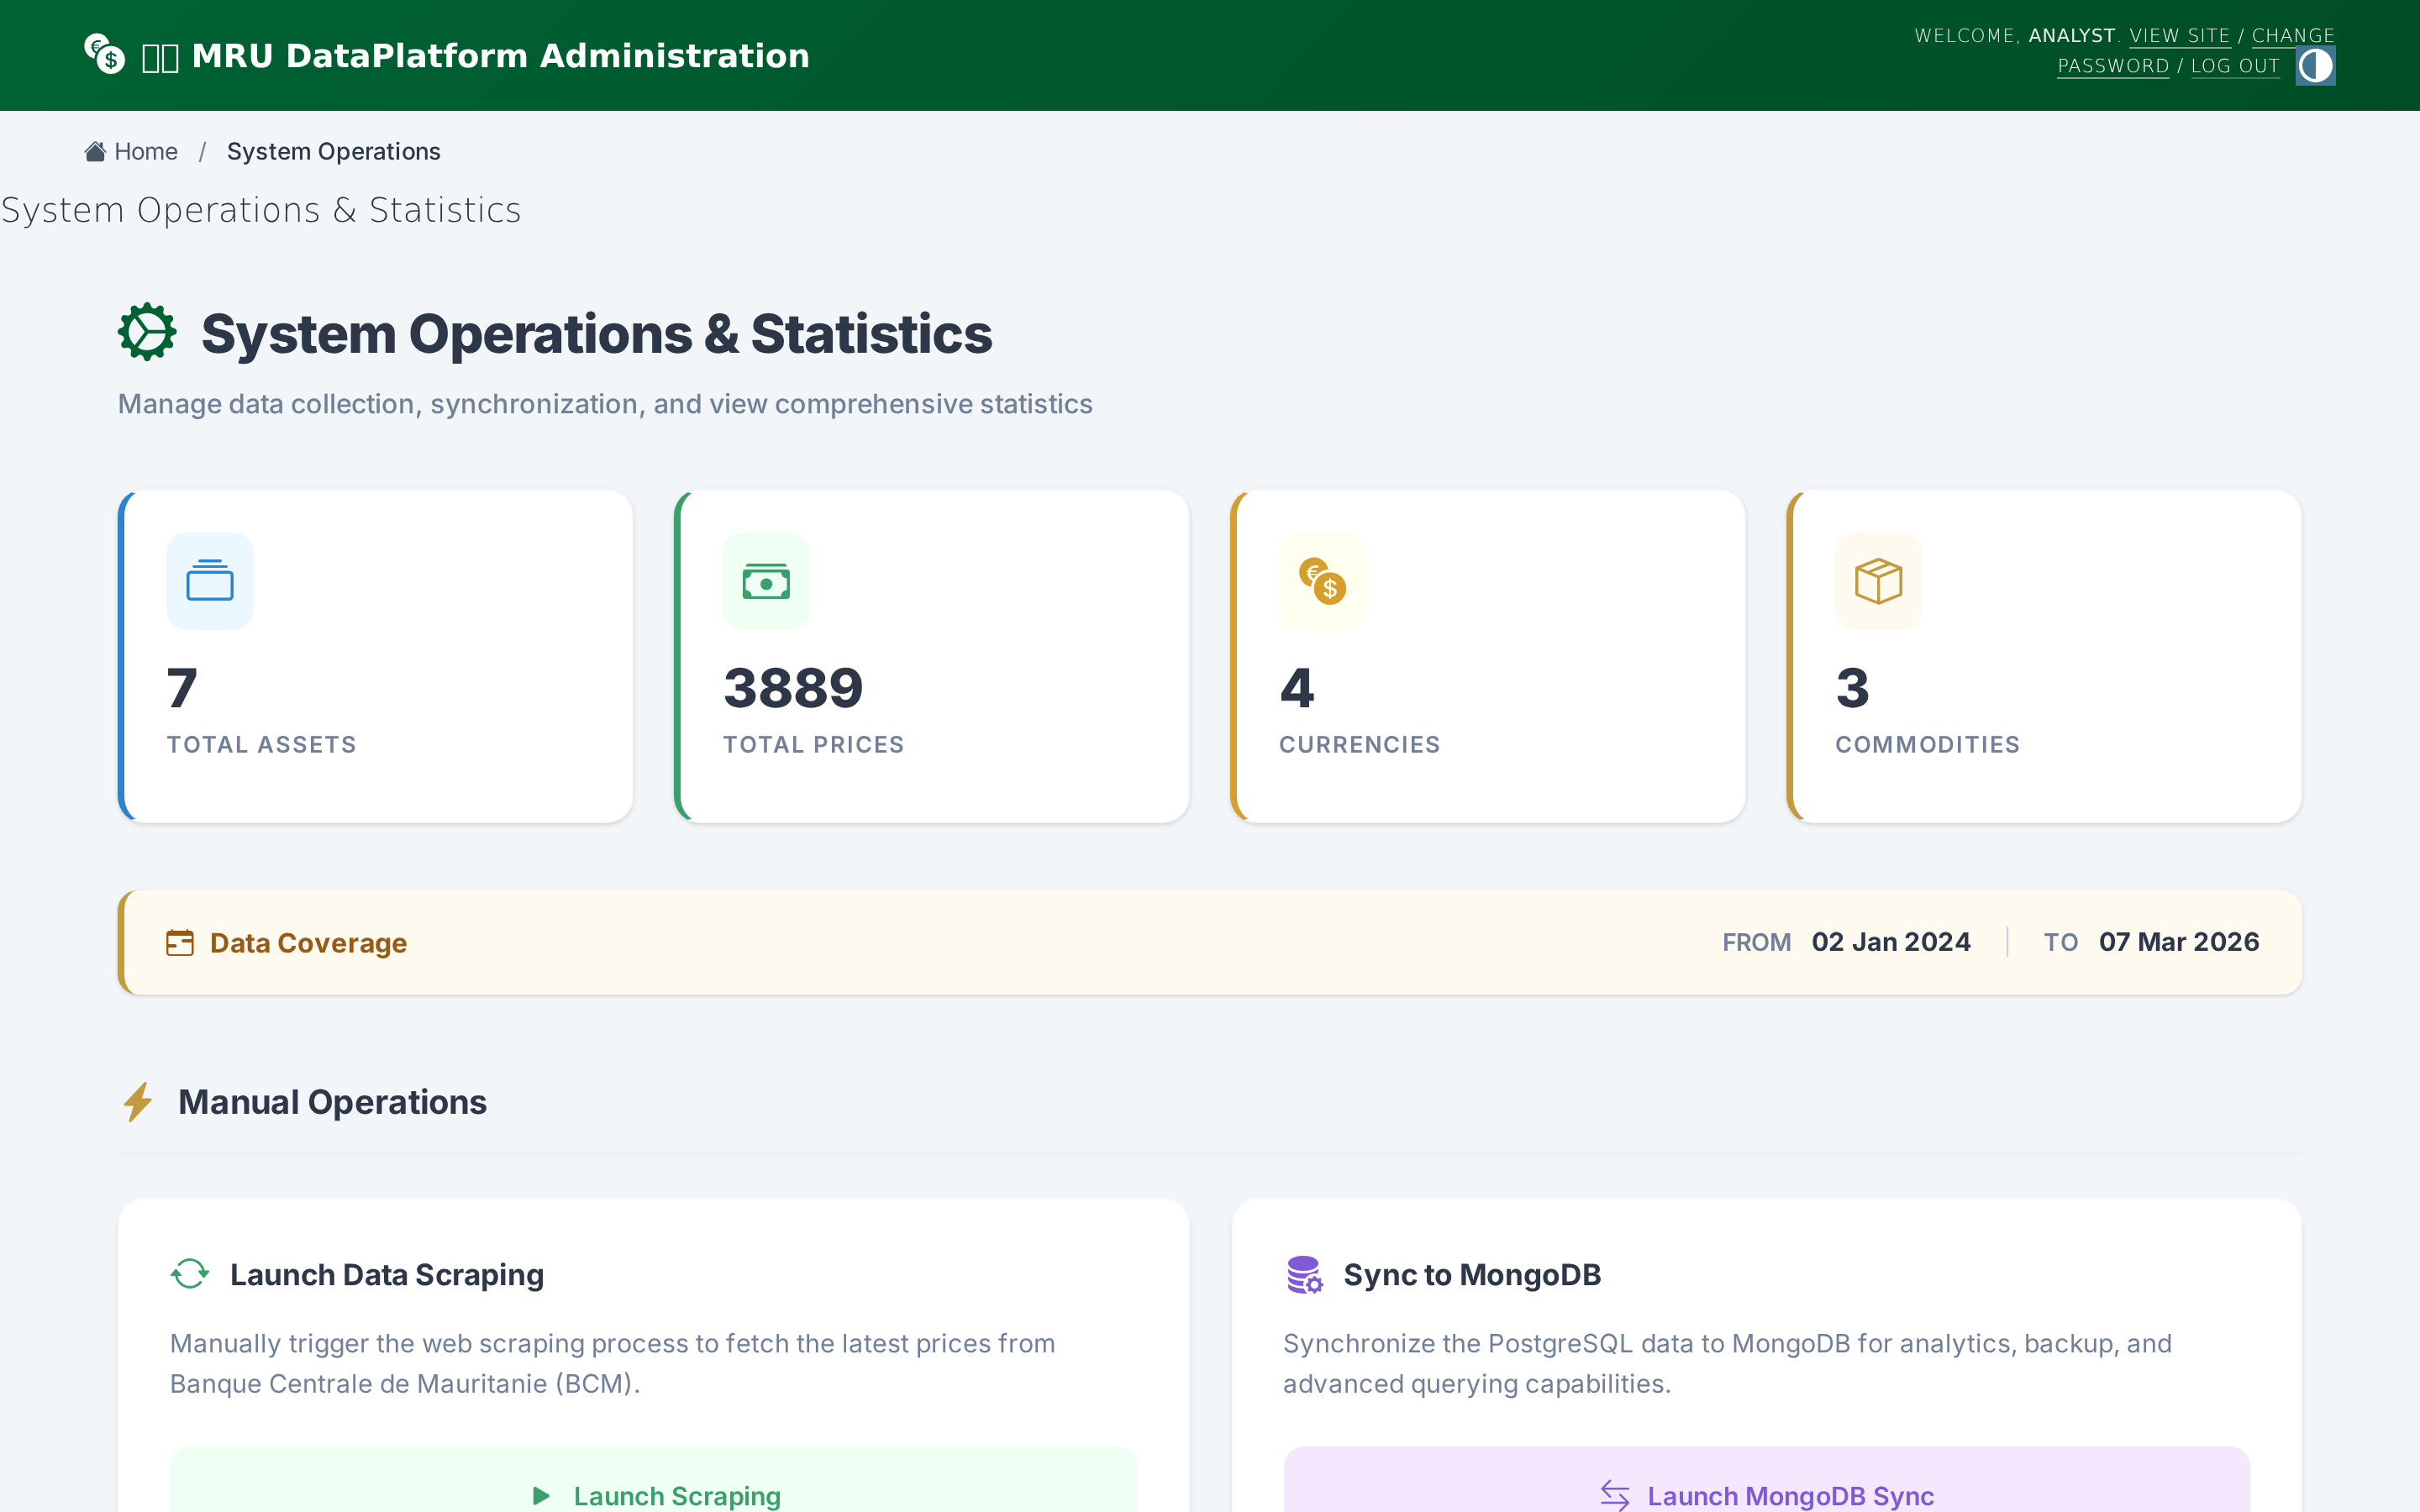 MRU DataPlatform Administration
WELCOME, ANALYST. VIEW SITE / CHANGE
PASSWORD / LOG OUT
Home / System Operations
System Operations & Statistics
System Operations & Statistics
Manage data collection, synchronization, and view comprehensive statistics
7
TOTAL ASSETS
3889
TOTAL PRICES
4
CURRENCIES
3
COMMODITIES
Data Coverage
FROM 02 Jan 2024 TO 07 Mar 2026
Manual Operations
Launch Data Scraping
Manually trigger the web scraping process to fetch the latest prices from
Banque Centrale de Mauritanie (BCM).
Launch Scraping
Sync to MongoDB
Synchronize the PostgreSQL data to MongoDB for analytics, backup, and
advanced querying capabilities.
Launch MongoDB Sync